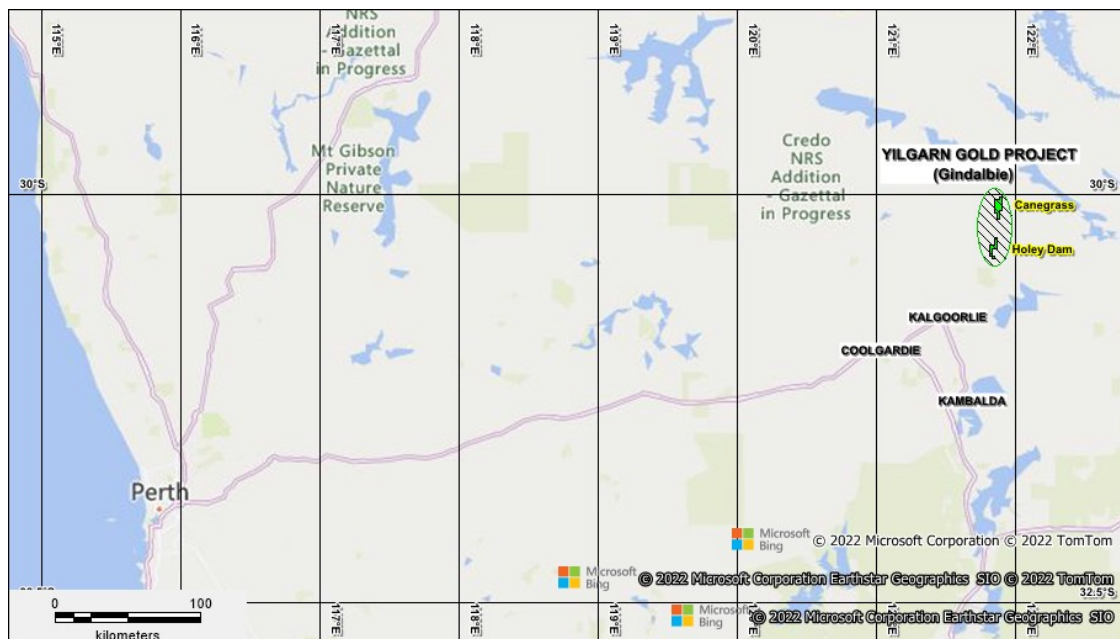 115°E
116°E
117°E
118°E
119°E
120°E
121°E
122°E
NRS
Addition
- Gazettal
in Progress
Mt Gibson
Private
Nature
Reserve
Credo
NRS
Addition
- Gazettal
in Progress
YILGARN GOLD PROJECT
(Gindalbie)
30°S
30°S
Canegrass
Holey Dam
KALGOORLIE
COOLGARDIE
KAMBALDA
Perth
Microsoft
Bing
© 2022 Microsoft Corporation © 2022 TomTom
Microsoft
Bing
© 2022 Microsoft Corporation Earthstar Geographics SIO © 2022 TomTom
32.5°S
Microsoft
Bing
© 2022 Microsoft Corporation Earthstar Geographics SIO
0
100
kilometers
117°E
118°E
119°E